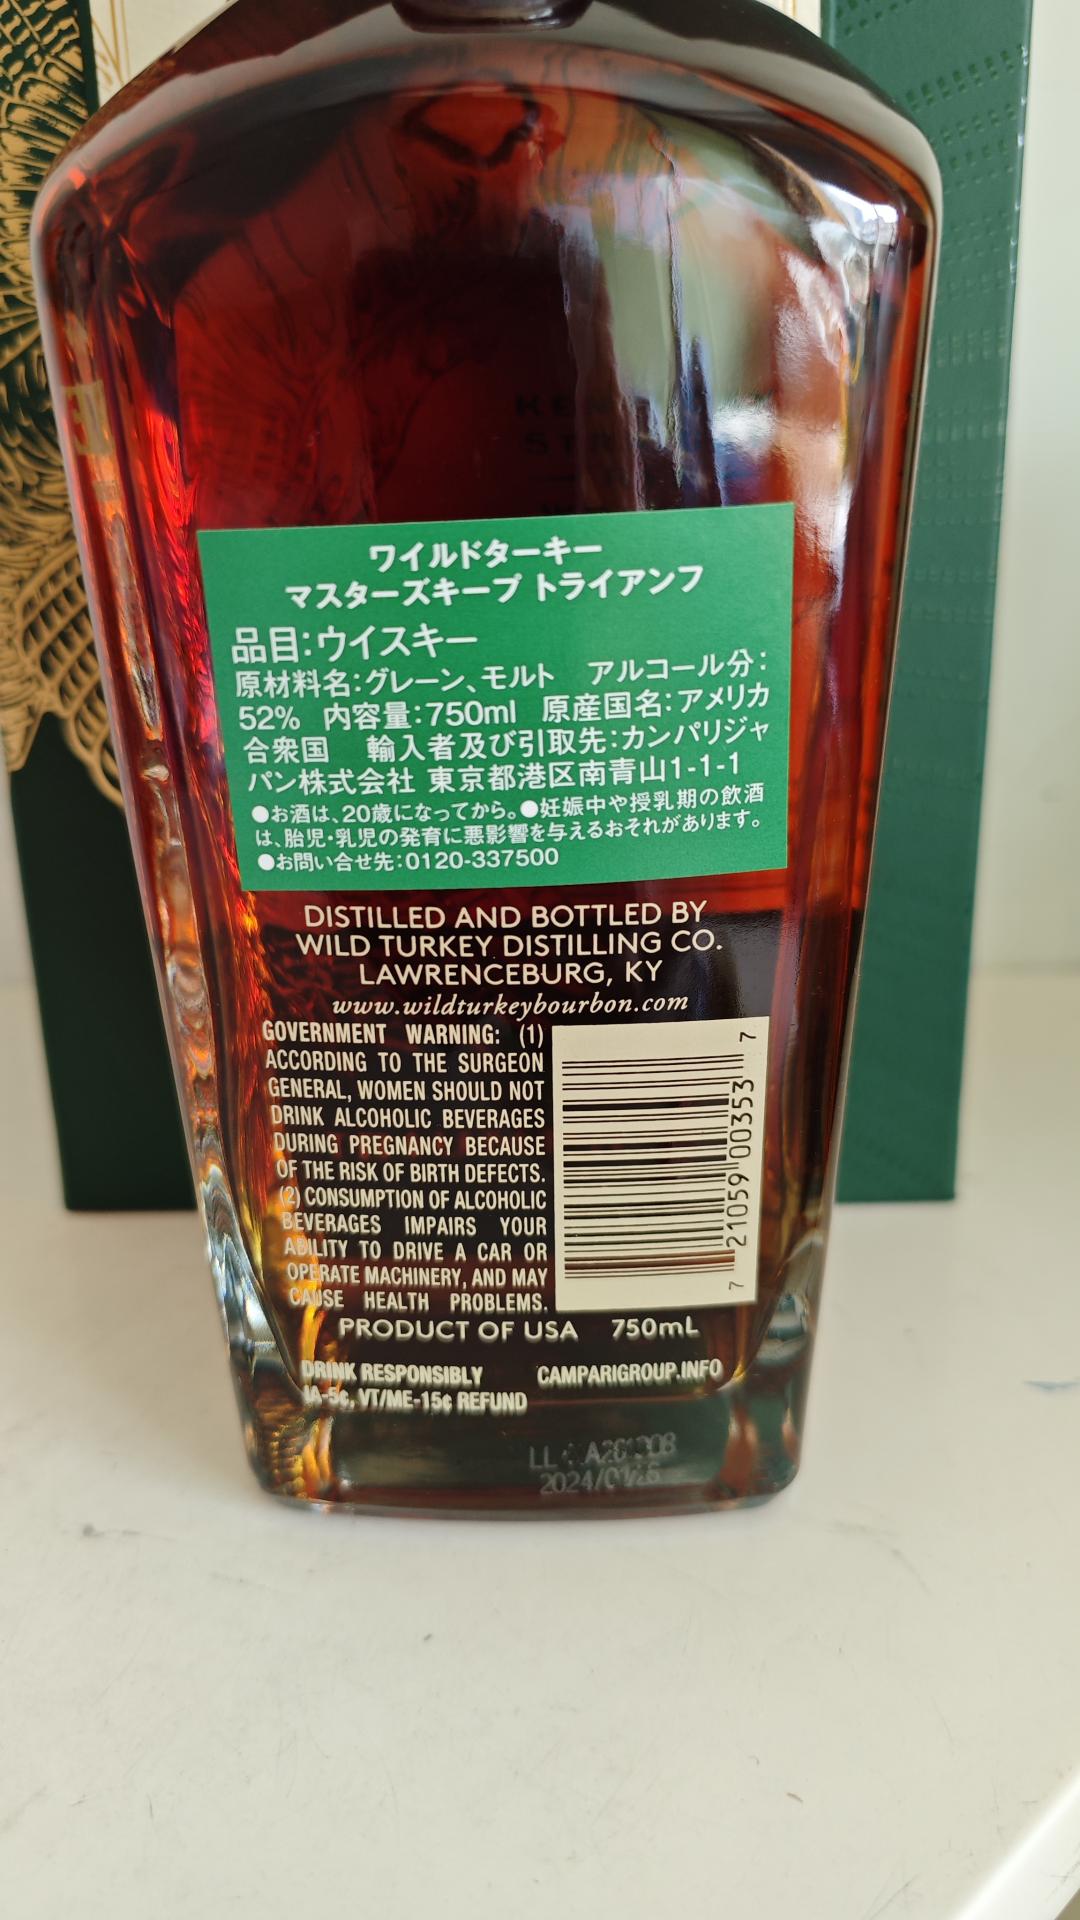 ワイルドターキー
マスターズキープ トライアンフ
品目:ウイスキー
原材料名:グレーン、モルト アルコール分:
52% 内容量:750ml 原産国名:アメリカ
合衆国 輸入者及び引取先:カンパリジャ
パン株式会社 東京都港区南青山1-1-1
●お酒は、20歳になってから。●妊娠中や授乳期の飲酒
は、胎児・乳児の発育に悪影響を与えるおそれがあります。
●お問い合せ先:0120-337500
DISTILLED AND BOTTLED BY
WILD TURKEY DISTILLING CO.
LAWRENCEBURG, KY
www.wildturkeybourbon.com
GOVERNMENT WARNING: (1)
ACCORDING TO THE SURGEON
GENERAL, WOMEN SHOULD NOT
DRINK ALCOHOLIC BEVERAGES
DURING PREGNANCY BECAUSE
OF THE RISK OF BIRTH DEFECTS.
(2) CONSUMPTION OF ALCOHOLIC
BEVERAGES IMPAIRS YOUR
ABILITY TO DRIVE A CAR OR
OPERATE MACHINERY, AND MAY
CAUSE HEALTH PROBLEMS.
7 21059 00353 7
PRODUCT OF USA 750mL
DRINK RESPONSIBLY CAMPARIGROUP.INFO
IA-5¢, VT/ME-15¢ REFUND